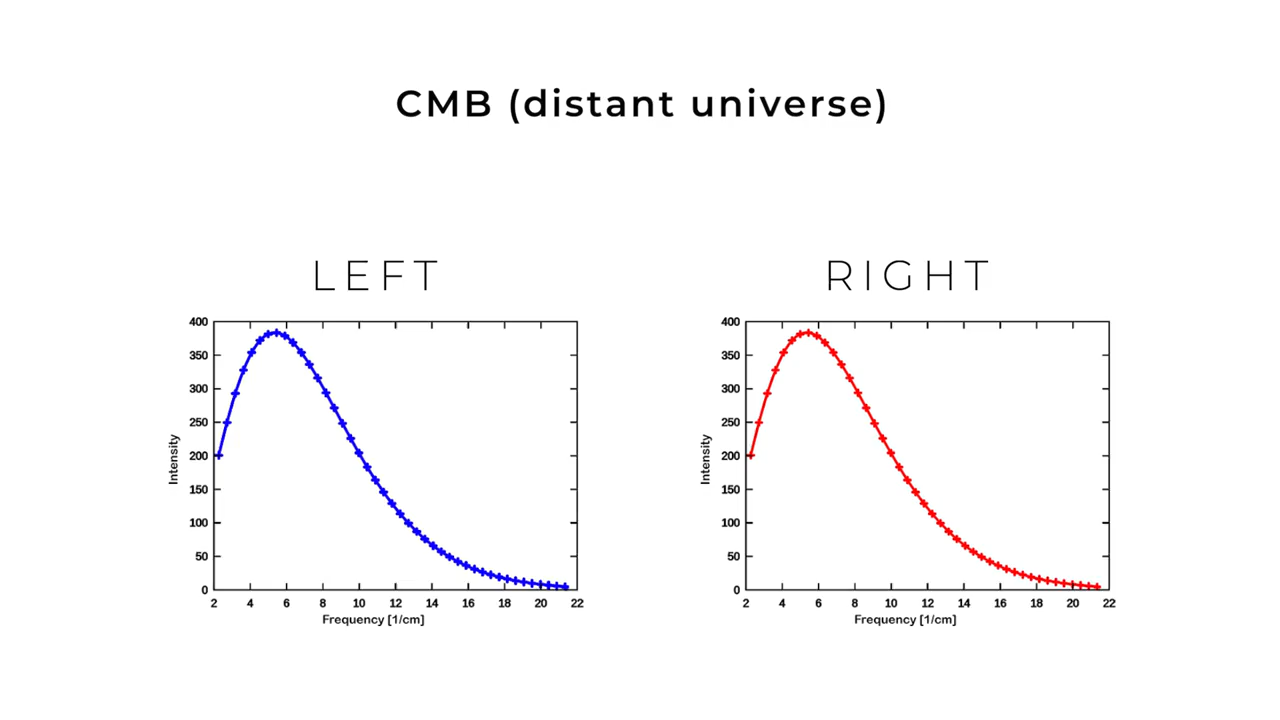 CMB (distant universe)
LEFT
400
350
300
250
200
150
100
50
0
Intensity
2 4 6 8 10 12 14 16 18 20 22
Frequency [1/cm]
RIGHT
400
350
300
250
200
150
100
50
0
Intensity
2 4 6 8 10 12 14 16 18 20 22
Frequency [1/cm]